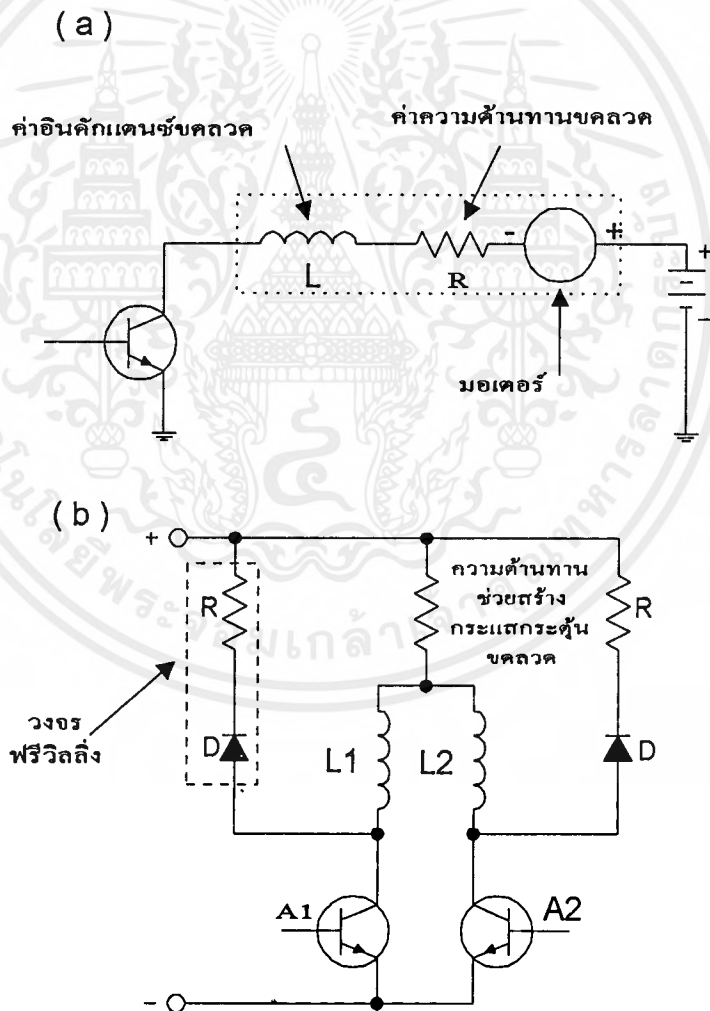 (a)
ค่าอินดักแตนซ์ขดลวด
ค่าความต้านทานขดลวด
L
R
-
+
+
-
มอเตอร์
(b)
+
R
ความต้านทาน
ช่วยสร้าง
กระแสกระตุ้น
ขดลวด
R
วงจร
ฟรีวิลลิ่ง
D
L1
L2
D
A1
A2
-